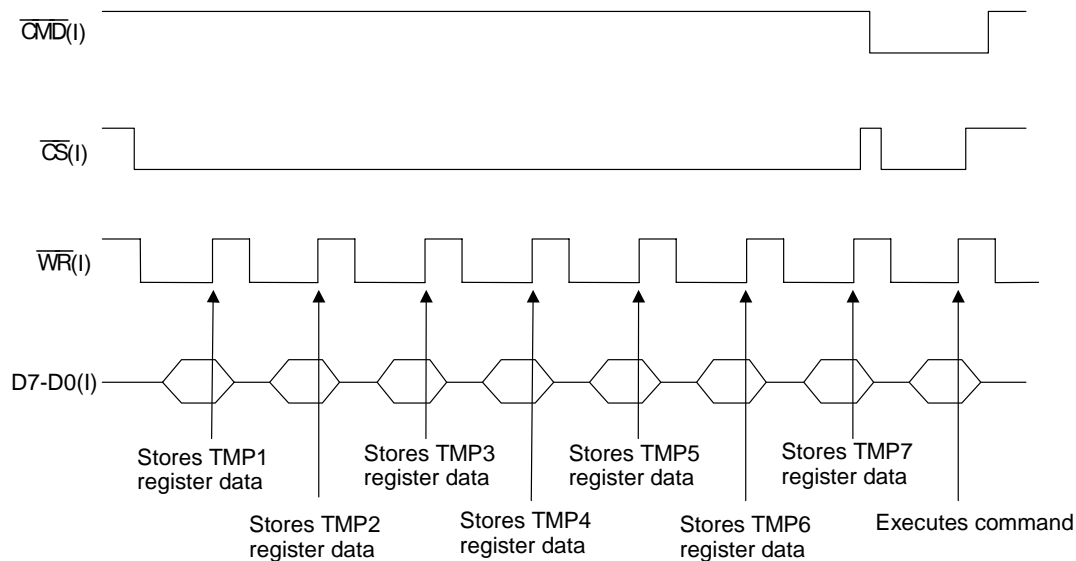 CMD(I)
CS(I)
WR(I)
D7-D0(I)
Stores TMP1
register data
Stores TMP3
register data
Stores TMP5
register data
Stores TMP7
register data
Stores TMP2
register data
Stores TMP4
register data
Stores TMP6
register data
Executes command